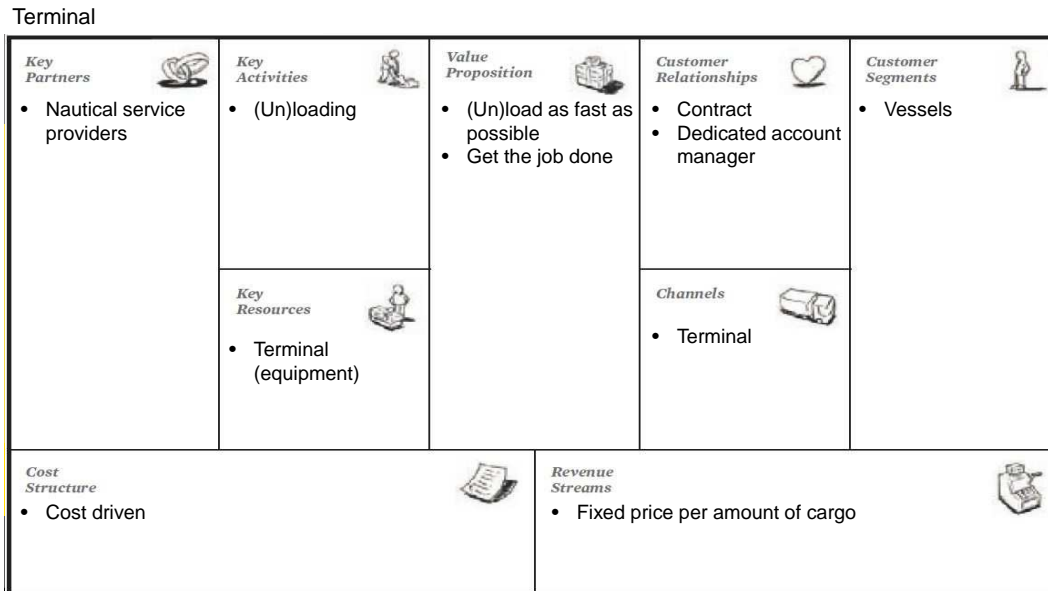 Terminal
Key
Partners
• Nautical service
providers
Key
Activities
• (Un)loading
Value
Proposition
• (Un)load as fast as
possible
• Get the job done
Customer
Relationships
• Contract
• Dedicated account
manager
Customer
Segments
• Vessels
Key
Resources
• Terminal
(equipment)
Channels
• Terminal
Cost
Structure
• Cost driven
Revenue
Streams
• Fixed price per amount of cargo